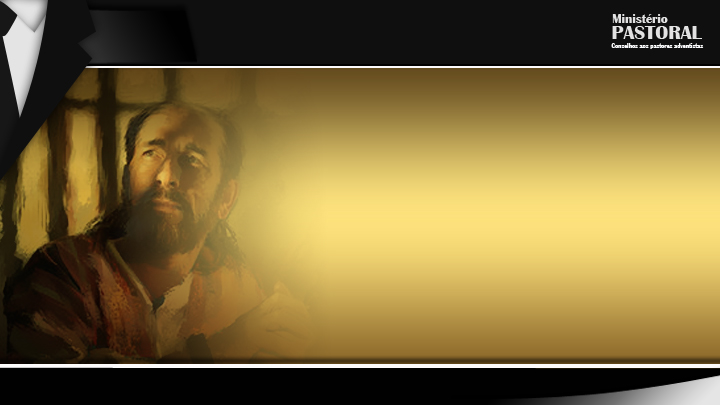 Ministério
PASTORAL
Conselhos aos pastores adventistas